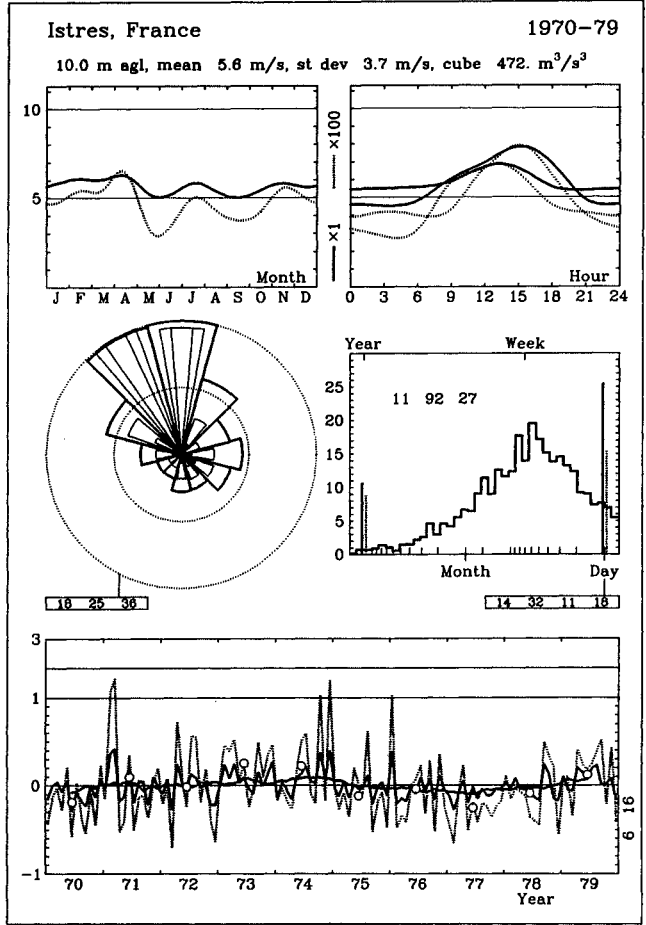 Istres, France 1970-79
10.0 m agl, mean 5.6 m/s, st dev 3.7 m/s, cube 472. m³/s³
10
5
0
J F M A M J J A S O N D
Month
×1 ×100
0 3 6 9 12 15 18 21 24
Hour
Year Week
25
20
15
10
5
0
11 92 27
Month Day
16 25 36
14 32 11 18
3
1
0
-1
70 71 72 73 74 75 76 77 78 79
Year
6 16